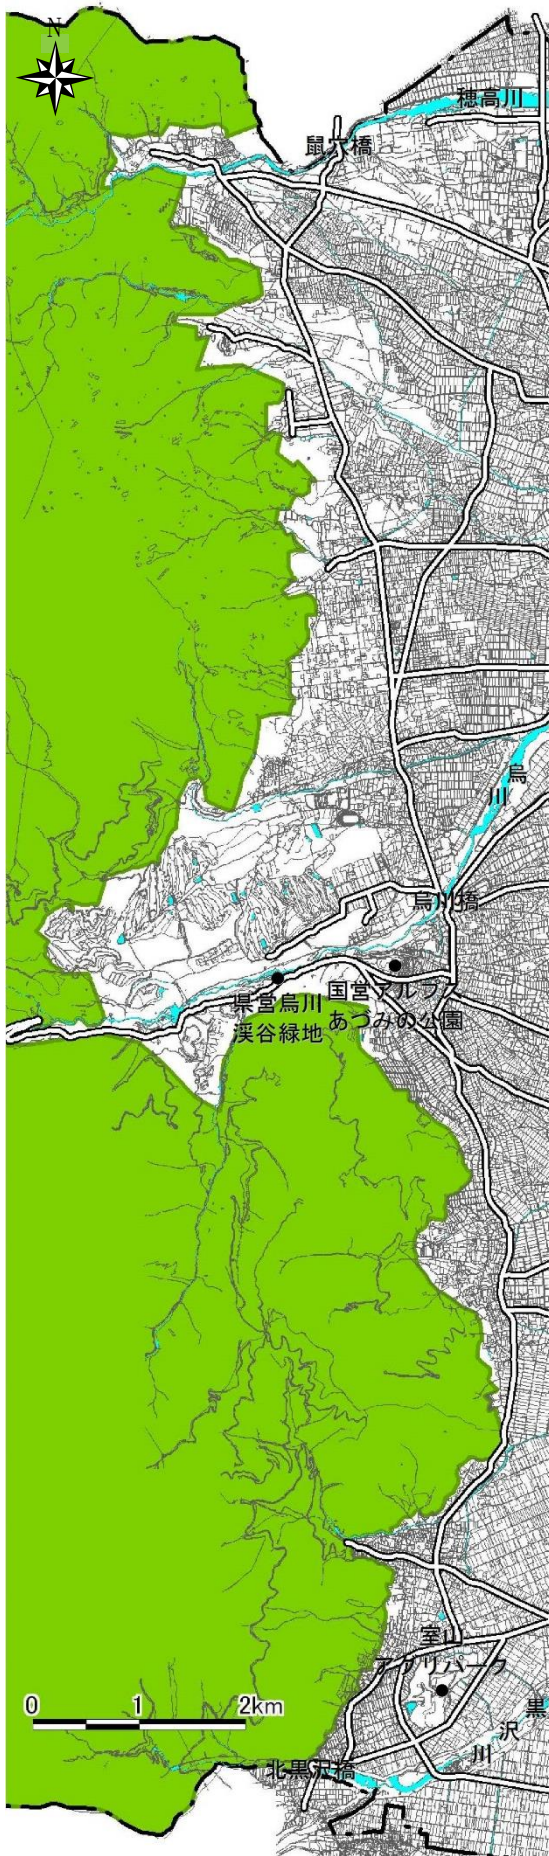 N
穂高川
鼠穴橋
烏
川
烏川橋
県営烏川
渓谷緑地
国営アルプス
あづみの公園
室山
アグリパーク
0 1 2km
黒
沢
川
北黒沢橋